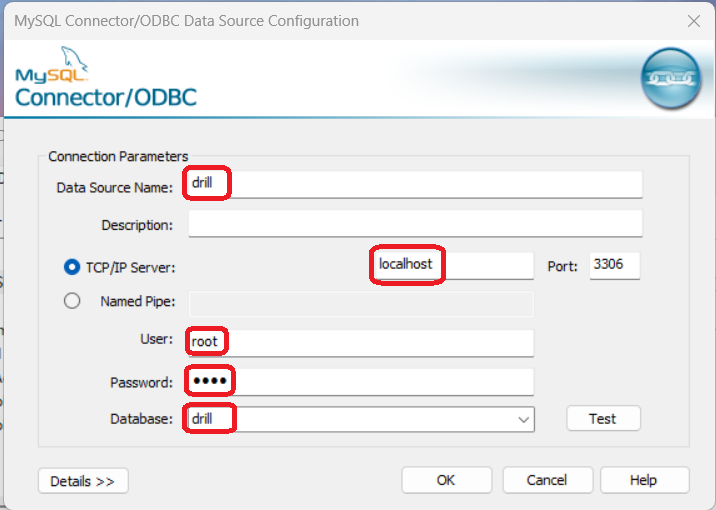 MySQL Connector/ODBC Data Source Configuration
MySQL
Connector/ODBC
Connection Parameters
Data Source Name: drill
Description:
TCP/IP Server: localhost Port: 3306
Named Pipe:
User: root
Password: ••••
Database: drill Test
Details >> OK Cancel Help